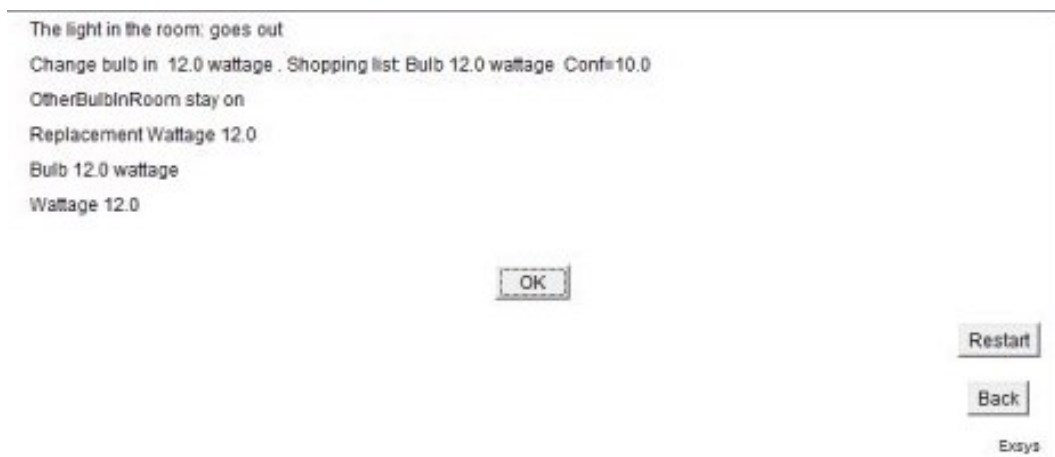 The light in the room: goes out
Change bulb in 12.0 wattage . Shopping list: Bulb 12.0 wattage Conf=10.0
OtherBulbInRoom stay on
Replacement Wattage 12.0
Bulb 12.0 wattage
Wattage 12.0
OK
Restart
Back
Exsys